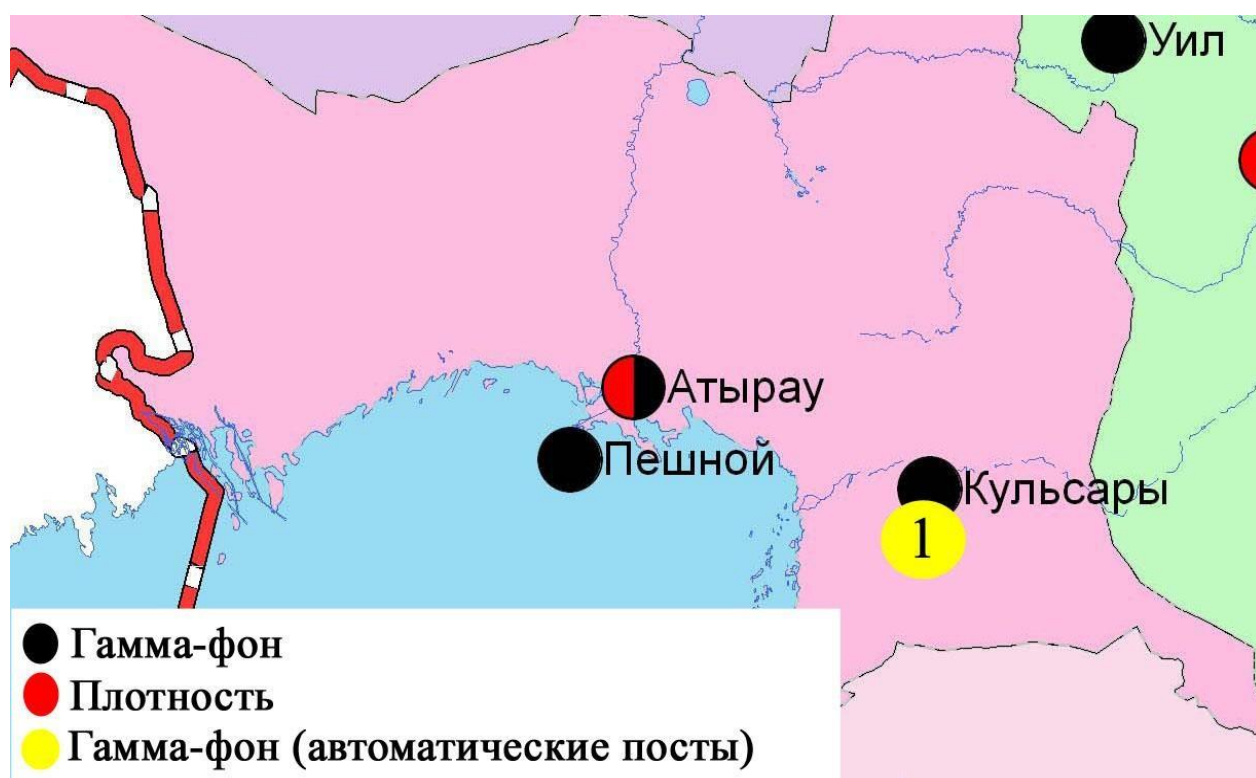 Уил
Атырау
Пешной
Кульсары
1
Гамма-фон
Плотность
Гамма-фон (автоматические посты)